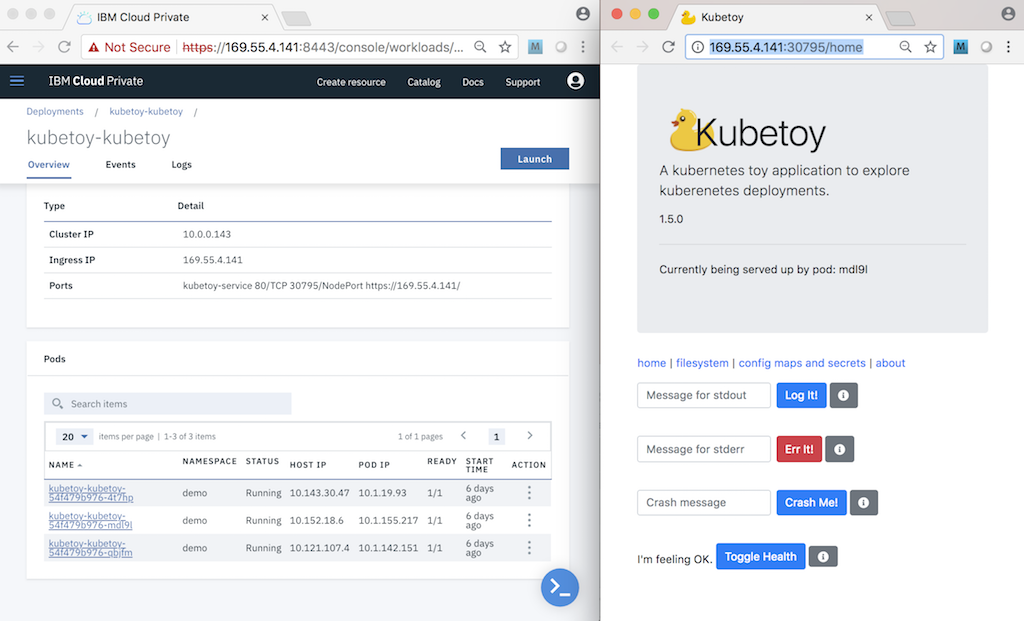 IBM Cloud Private
Not Secure https://169.55.4.141:8443/console/workloads/...
M
IBM Cloud Private
Create resource
Catalog
Docs
Support
Deployments / kubetoy-kubetoy /
kubetoy-kubetoy
Overview
Events
Logs
Launch
Type Detail
Cluster IP 10.0.0.143
Ingress IP 169.55.4.141
Ports kubetoy-service 80/TCP 30795/NodePort https://169.55.4.141/
Pods
Search items
20 items per page | 1-3 of 3 items 1 of 1 pages 1
NAME NAMESPACE STATUS HOST IP POD IP READY START TIME ACTION
kubetoy-kubetoy-54f479b976-4t7hp demo Running 10.143.30.47 10.1.19.93 1/1 6 days ago
kubetoy-kubetoy-54f479b976-mdl9l demo Running 10.152.18.6 10.1.155.217 1/1 6 days ago
kubetoy-kubetoy-54f479b976-qbjfm demo Running 10.121.107.4 10.1.142.151 1/1 6 days ago
Kubetoy
169.55.4.141:30795/home
M
Kubetoy
A kubernetes toy application to explore
kuberenetes deployments.
1.5.0
Currently being served up by pod: mdl9l
home | filesystem | config maps and secrets | about
Message for stdout Log It!
Message for stderr Err It!
Crash message Crash Me!
I'm feeling OK. Toggle Health